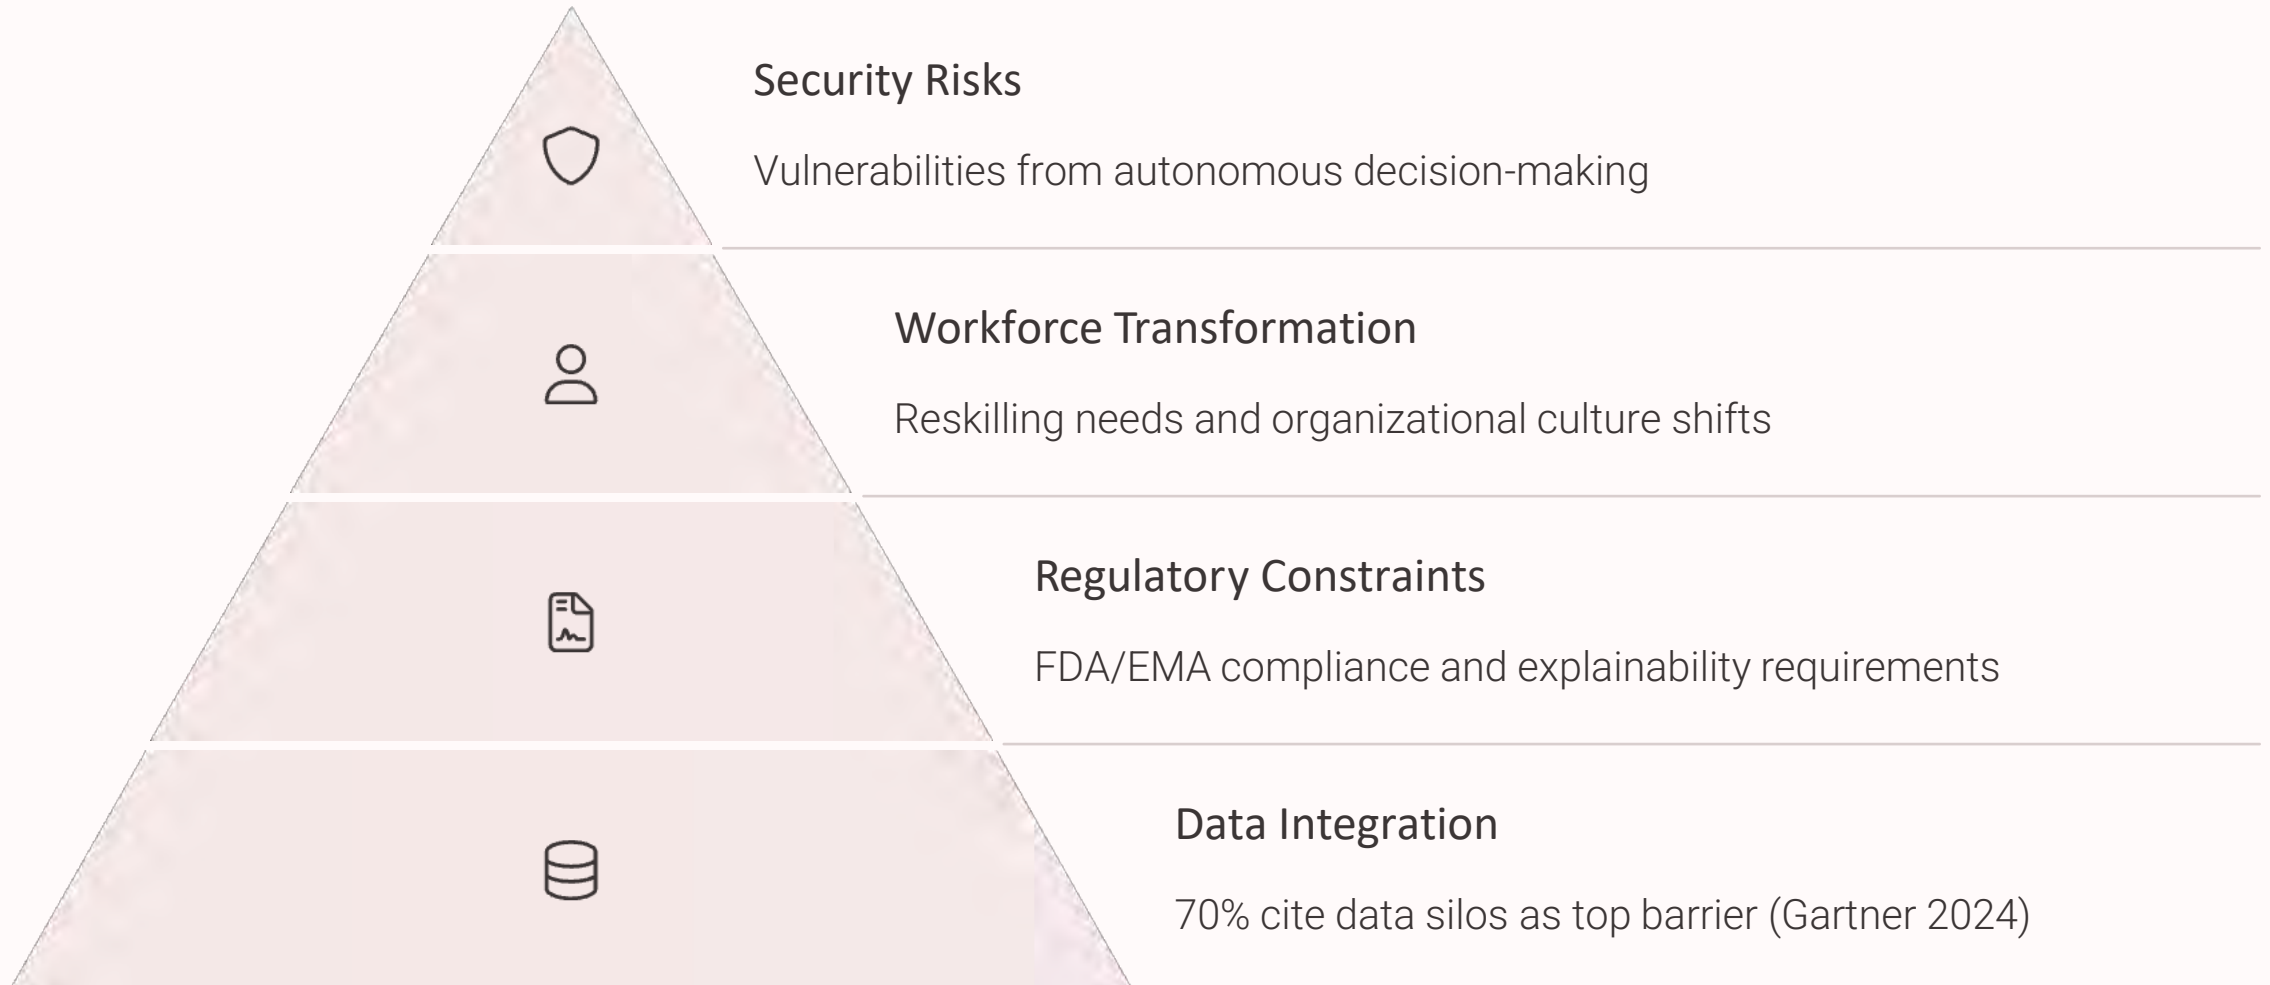 Security Risks
Vulnerabilities from autonomous decision-making
Workforce Transformation
Reskilling needs and organizational culture shifts
Regulatory Constraints
FDA/EMA compliance and explainability requirements
Data Integration
70% cite data silos as top barrier (Gartner 2024)